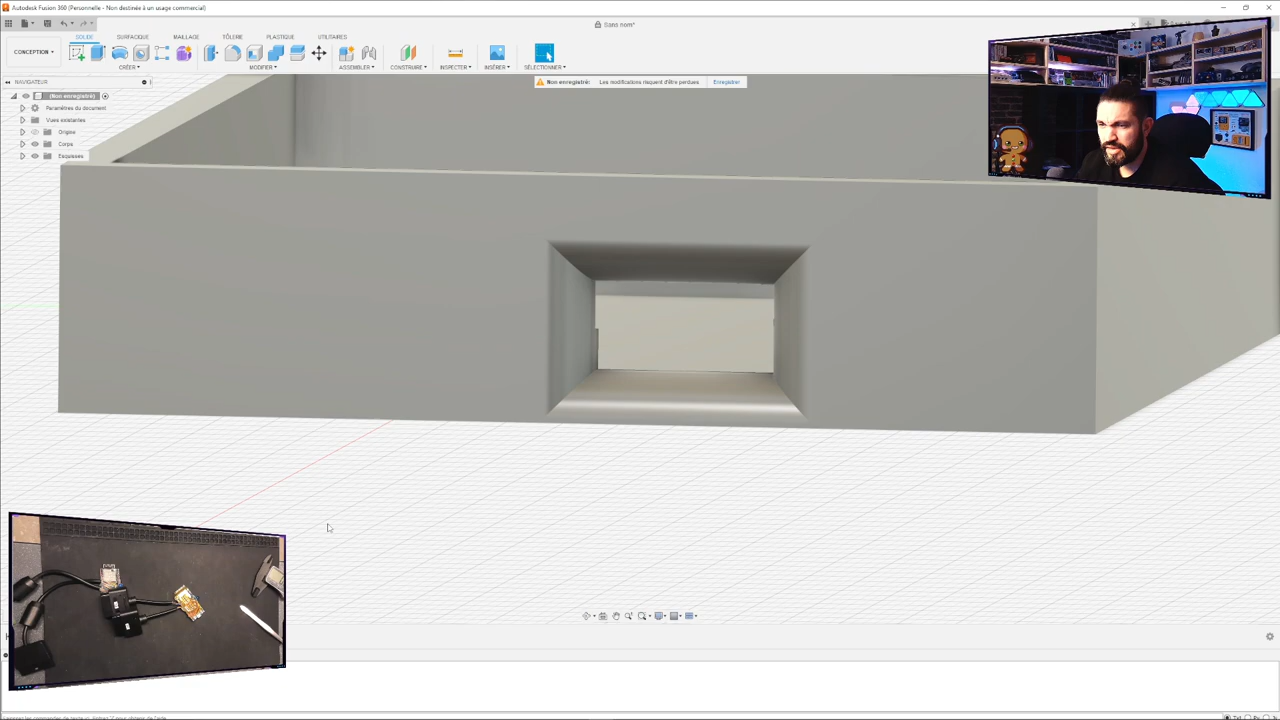 Autodesk Fusion 360 (Personnelle - Non destinée à un usage commercial)
Sans nom*
SOLIDE SURFACIQUE MAILLAGE TÔLERIE PLASTIQUE UTILITAIRES
CONCEPTION
CRÉER MODIFIER ASSEMBLER CONSTRUIRE INSPECTER INSÉRER SÉLECTIONNER
NAVIGATEUR
Non enregistré: Les modifications risquent d'être perdues Enregistrer
(Non enregistré)
Paramètres du document
Vues existantes
Origine
Corps
Esquisses